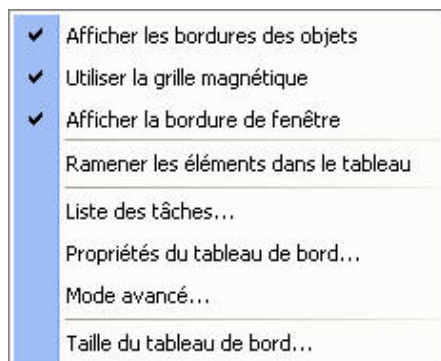 Afficher les bordures des objets
Utiliser la grille magnétique
Afficher la bordure de fenêtre
Ramener les éléments dans le tableau
Liste des tâches...
Propriétés du tableau de bord...
Mode avancé...
Taille du tableau de bord...